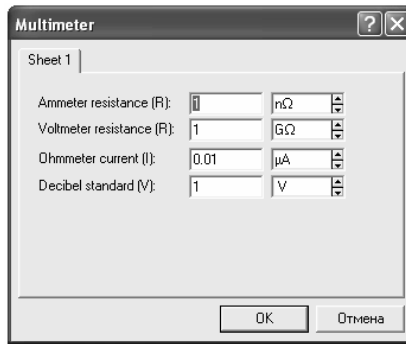 Multimeter
Sheet 1
Ammeter resistance (R): 1 nΩ
Voltmeter resistance (R): 1 GΩ
Ohmmeter current (I): 0.01 μA
Decibel standard (V): 1 V
OK Отмена